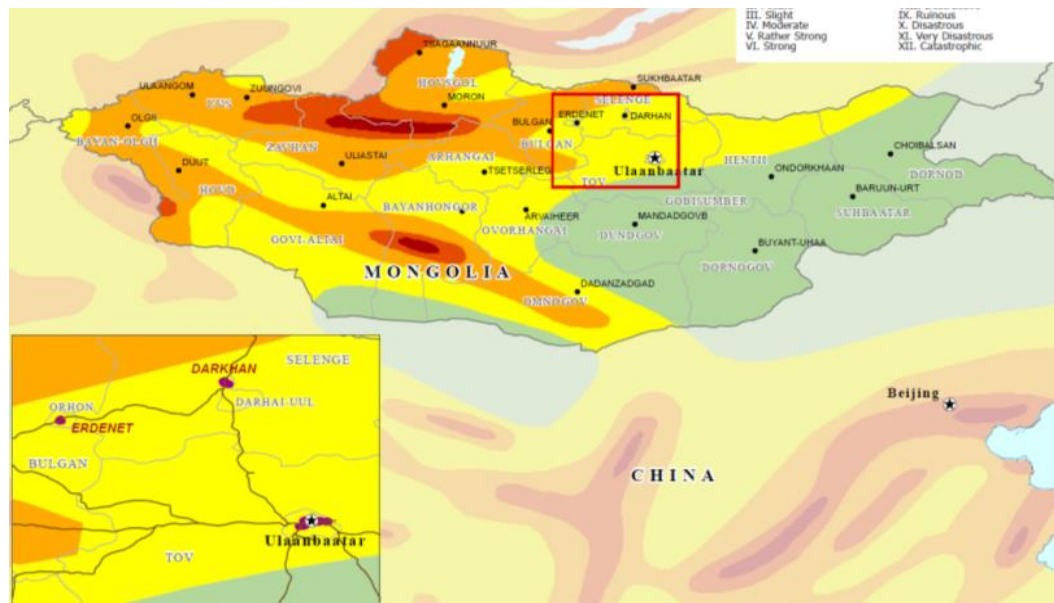 III. Slight
IV. Moderate
V. Rather Strong
VI. Strong
IX. Ruinous
X. Disastrous
XI. Very Disastrous
XII. Catastrophic
TSAGAANNUUR
HOVSGOL
MORON
ULAANGOM
ZUUNGOVI
UVS
OLGII
BAYAN-OLGII
DUUT
HOVD
ZAVHAN
ULIASTAI
ALTAI
GOVI-ALTAI
ARHANGAI
TSETSERLEG
BAYANHONGOR
ARVAIHEER
OVORHANGAI
SUKHBAATAR
SELENGE
ERDENET
DARHAN
BULGAN
BULGAN
Ulaanbaatar
TOV
HENTII
ONDORKHAAN
CHOIBALSAN
DORNOD
BARUUN-URT
SUHBAATAR
GOBISUMBER
MANDADGOVB
DUNDGOV
BUYANT-UHAA
DORNOGOV
MONGOLIA
DADANZADGAD
OMNOGOV
SELENGE
DARKHAN
DARHAI-UUL
ORHON
ERDENET
BULGAN
Ulaanbaatar
TOV
Beijing
CHINA